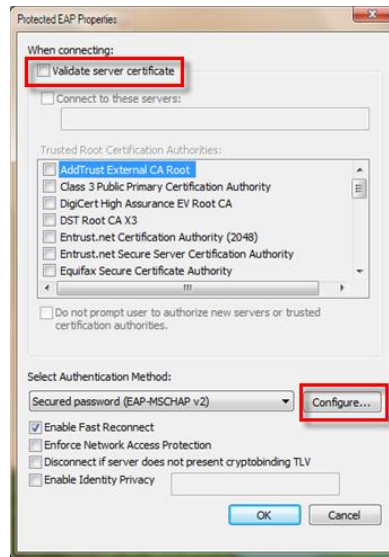 Protected EAP Properties
When connecting:
Validate server certificate
Connect to these servers:
Trusted Root Certification Authorities:
AddTrust External CA Root
Class 3 Public Primary Certification Authority
DigiCert High Assurance EV Root CA
DST Root CA X3
Entrust.net Certification Authority (2048)
Entrust.net Secure Server Certification Authority
Equifax Secure Certificate Authority
Do not prompt user to authorize new servers or trusted
certification authorities.
Select Authentication Method:
Secured password (EAP-MSCHAP v2) Configure...
Enable Fast Reconnect
Enforce Network Access Protection
Disconnect if server does not present cryptobinding TLV
Enable Identity Privacy
OK Cancel